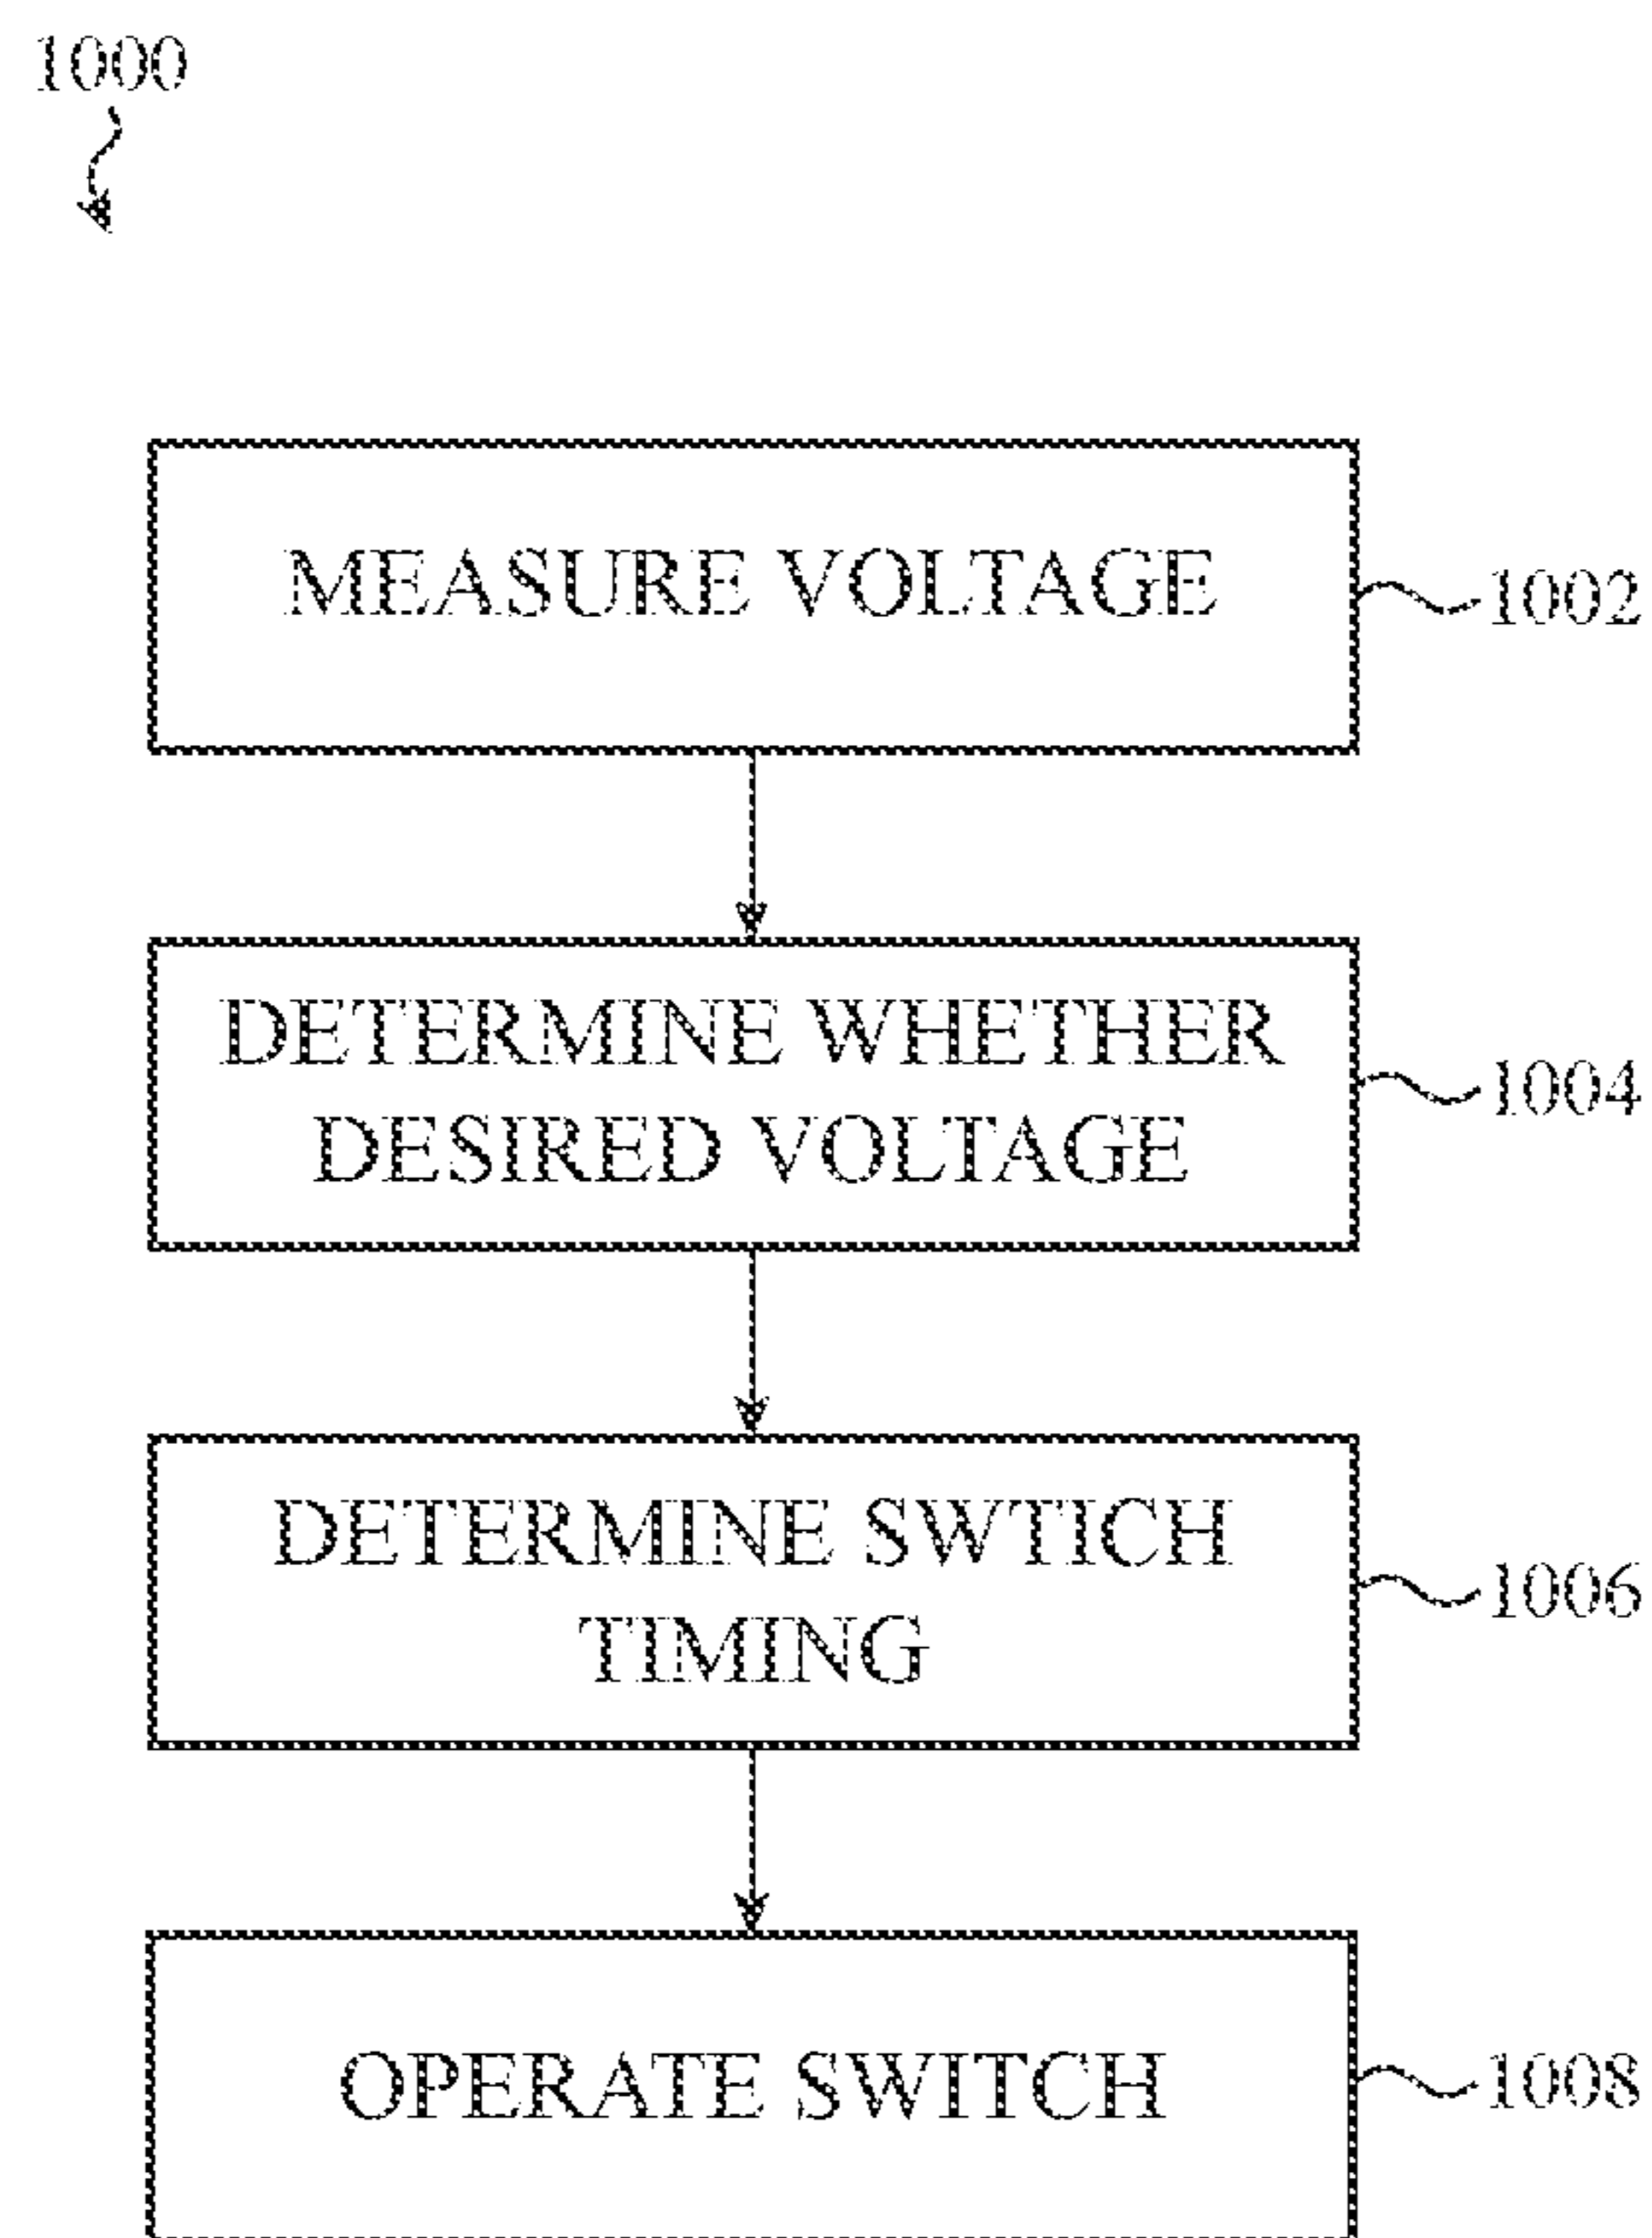 1000
MEASURE VOLTAGE
1002
DETERMINE WHETHER
DESIRED VOLTAGE
1004
DETERMINE SWTICH
TIMING
1006
OPERATE SWITCH
1008